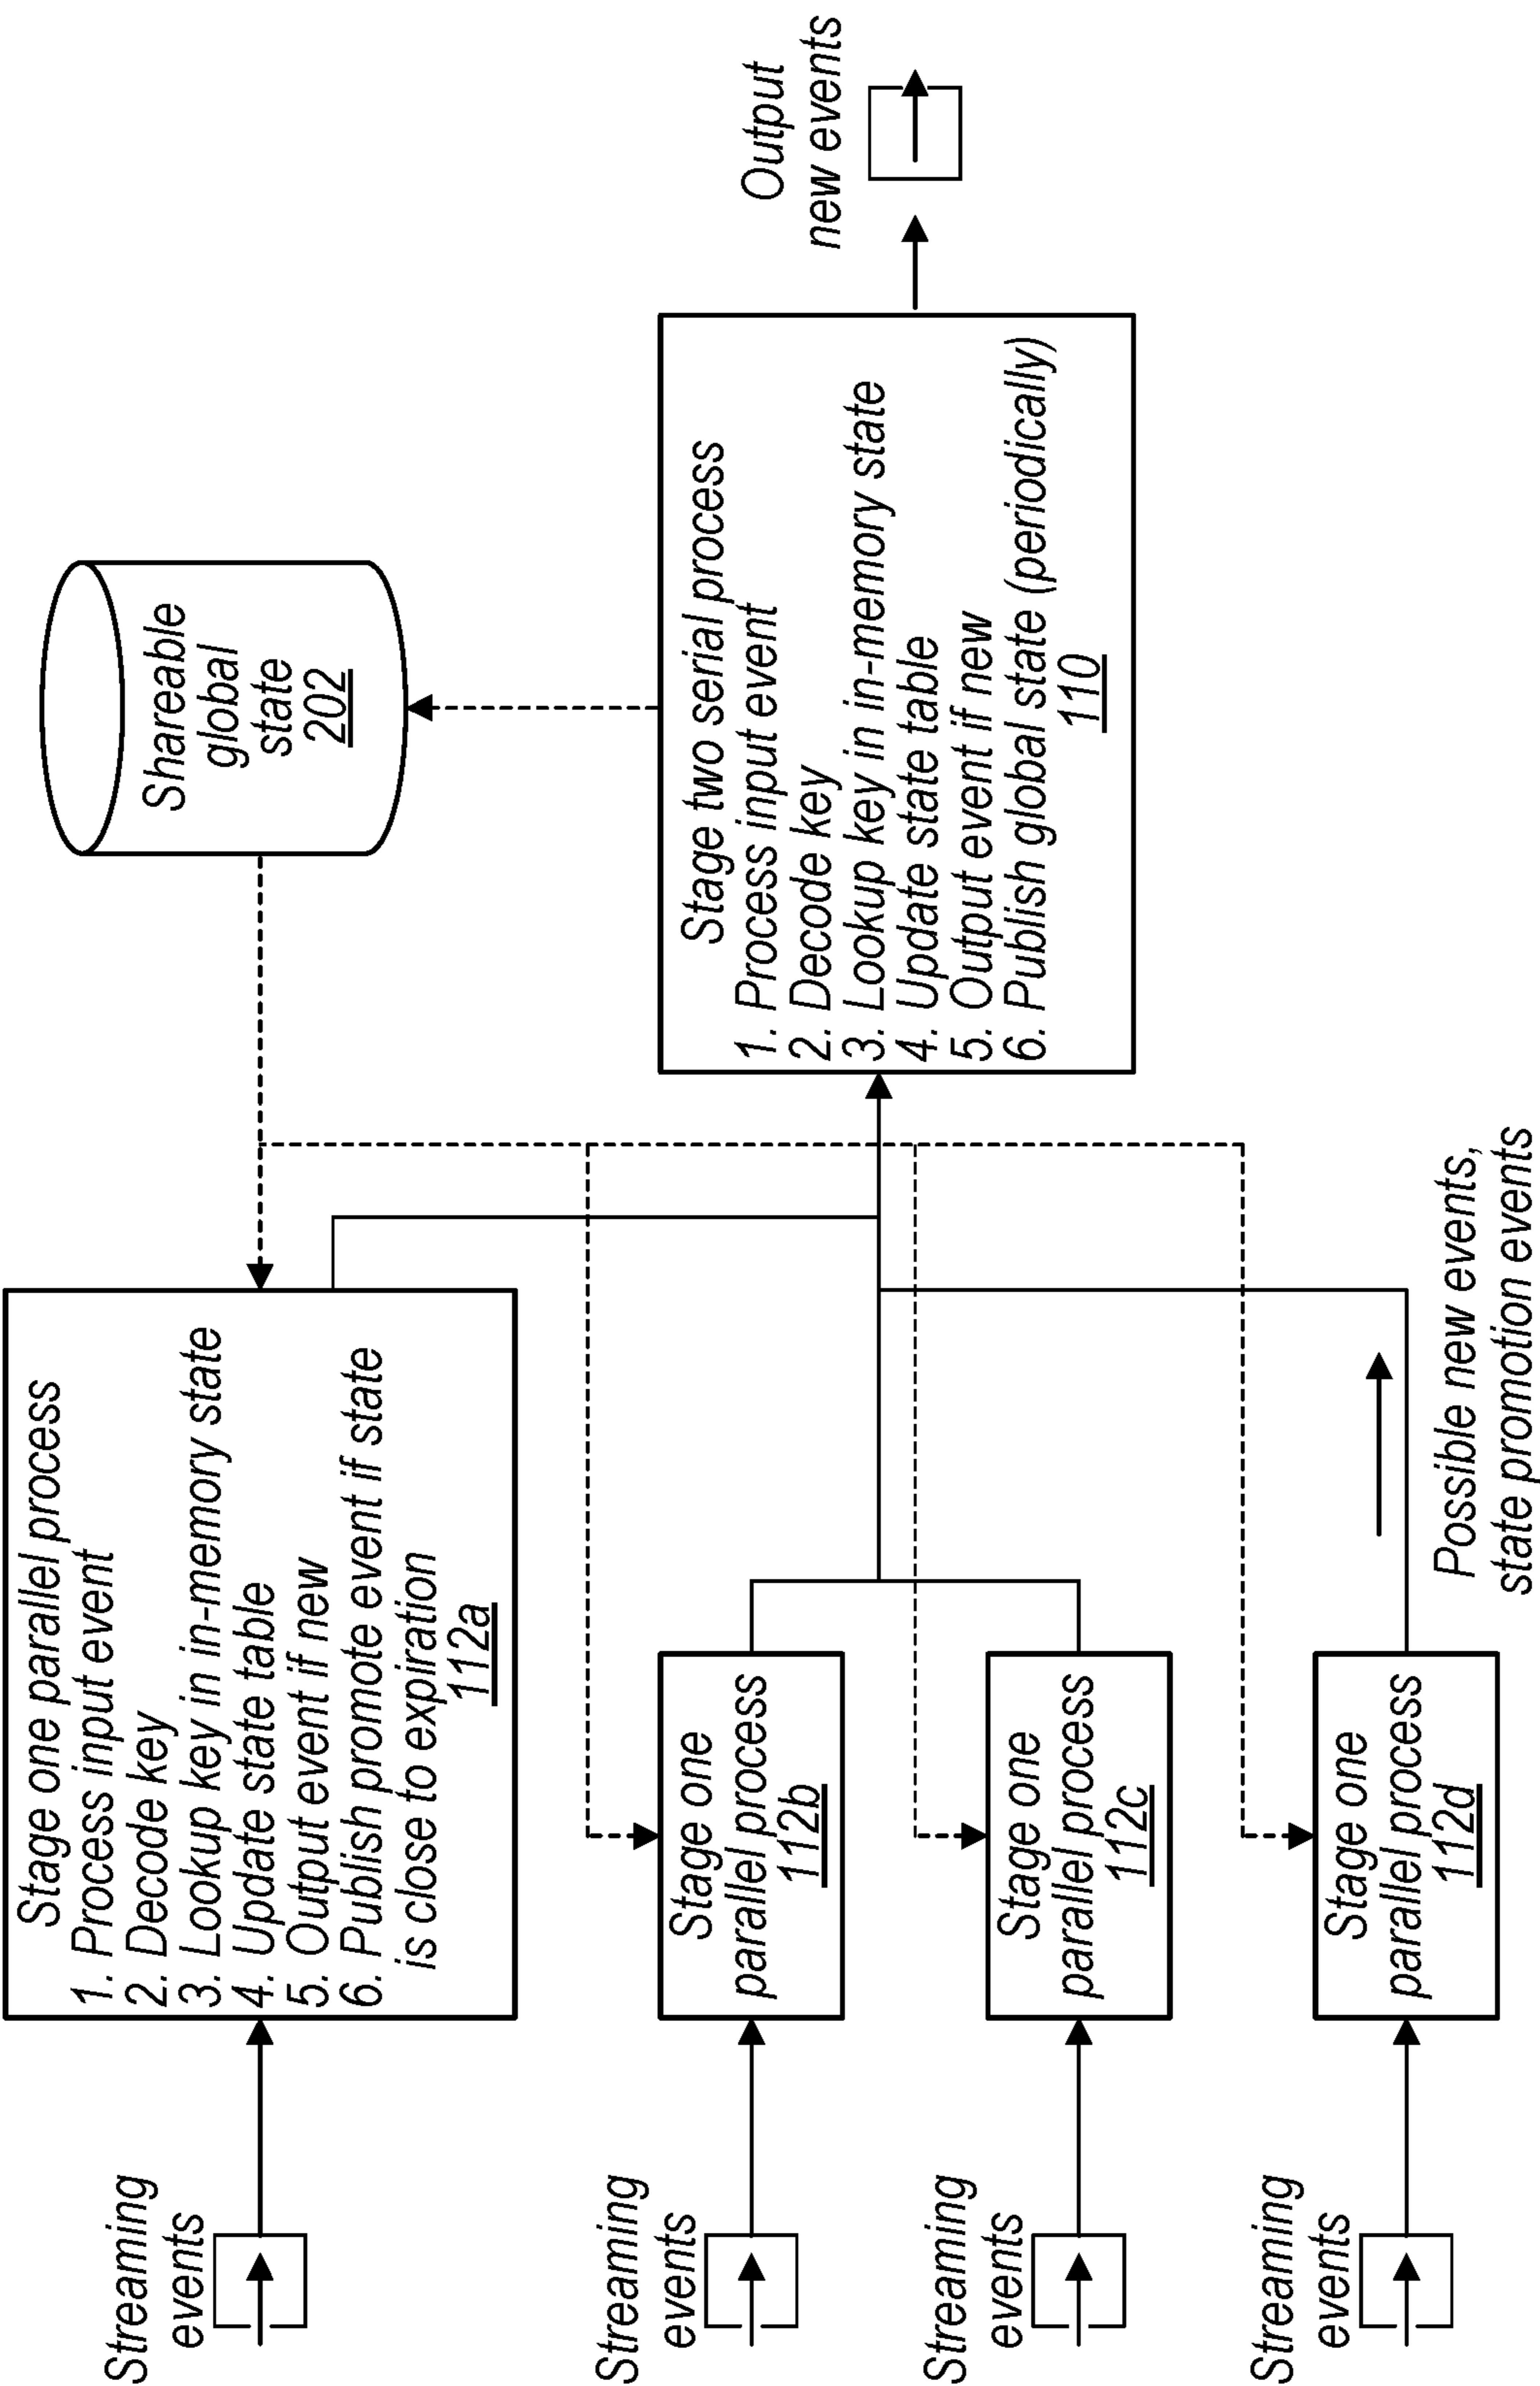 Streaming
events
Stage one parallel process
1. Process input event
2. Decode key
3. Lookup key in in-memory state
4. Update state table
5. Output event if new
6. Publish promote event if state
is close to expiration
112a
Shareable
global
state
202
Streaming
events
Stage one
parallel process
112b
Streaming
events
Stage one
parallel process
112c
Streaming
events
Stage one
parallel process
112d
Possible new events,
state promotion events
Stage two serial process
1. Process input event
2. Decode key
3. Lookup key in in-memory state
4. Update state table
5. Output event if new
6. Publish global state (periodically)
110
Output
new events